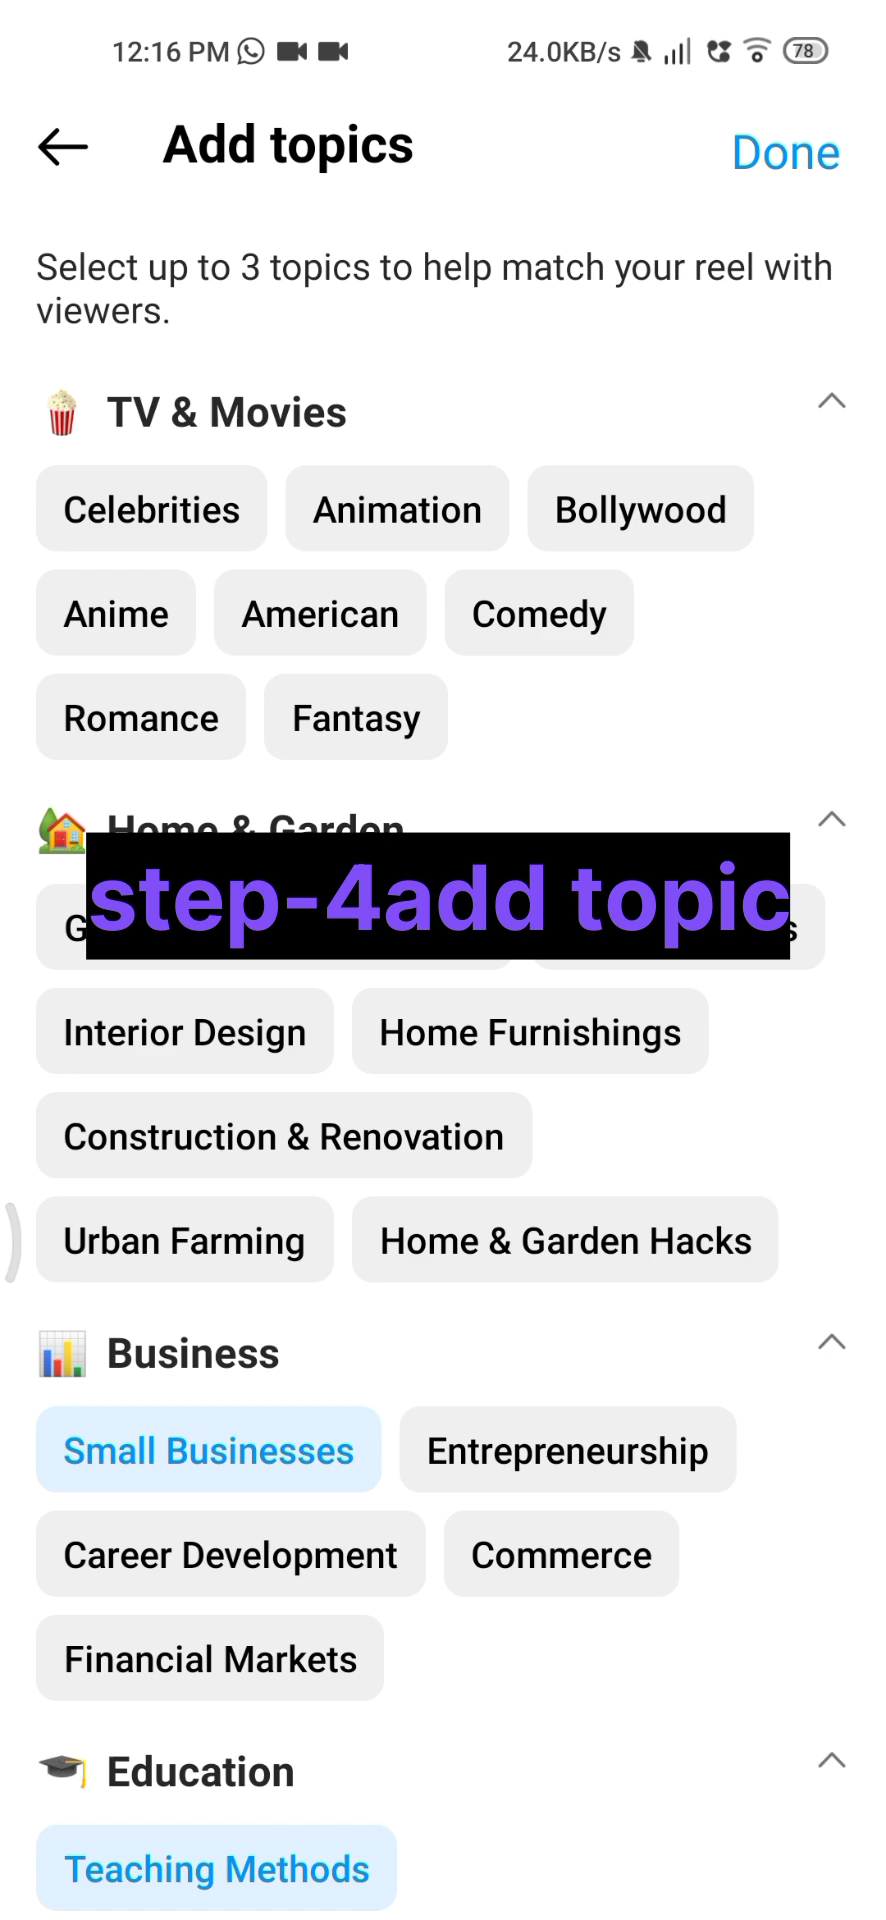 12:16 PM 24.0KB/s 78
Add topics
Done
Select up to 3 topics to help match your reel with
viewers.
TV & Movies
Celebrities Animation Bollywood
Anime American Comedy
Romance Fantasy
Home & Garden
step-4add topic
Interior Design Home Furnishings
Construction & Renovation
Urban Farming Home & Garden Hacks
Business
Small Businesses Entrepreneurship
Career Development Commerce
Financial Markets
Education
Teaching Methods